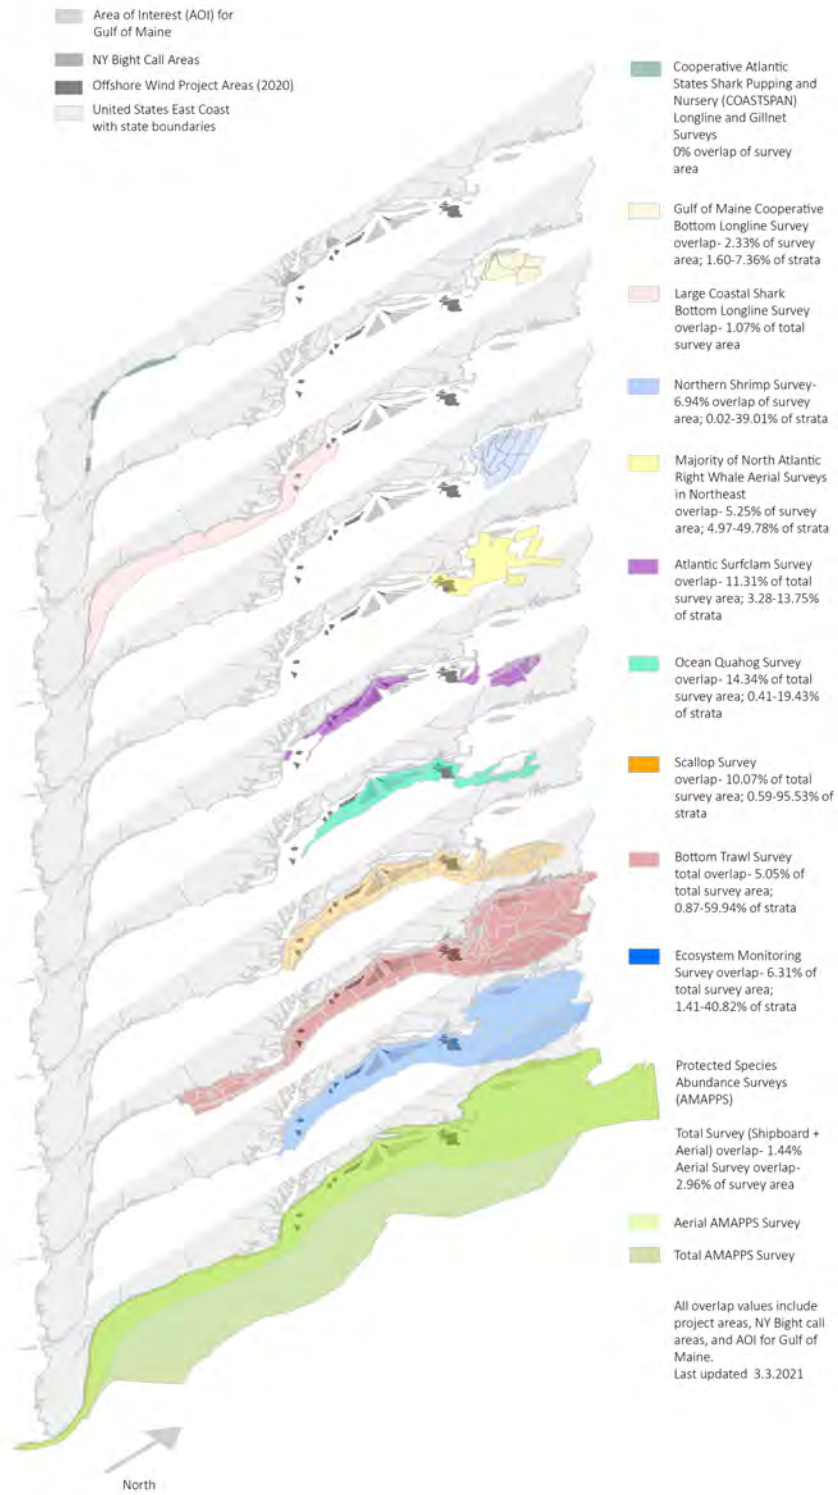 Area of Interest (AOI) for
Gulf of Maine
NY Bight Call Areas
Offshore Wind Project Areas (2020)
United States East Coast
with state boundaries
Cooperative Atlantic
States Shark Pupping and
Nursery (COASTSPAN)
Longline and Gillnet
Surveys
0% overlap of survey
area
Gulf of Maine Cooperative
Bottom Longline Survey
overlap- 2.33% of survey
area; 1.60-7.36% of strata
Large Coastal Shark
Bottom Longline Survey
overlap- 1.07% of total
survey area
Northern Shrimp Survey-
6.94% overlap of survey
area; 0.02-39.01% of strata
Majority of North Atlantic
Right Whale Aerial Surveys
in Northeast
overlap- 5.25% of survey
area; 4.97-49.78% of strata
Atlantic Surfclam Survey
overlap- 11.31% of total
survey area; 3.28-13.75%
of strata
Ocean Quahog Survey
overlap- 14.34% of total
survey area; 0.41-19.43%
of strata
Scallop Survey
overlap- 10.07% of total
survey area; 0.59-95.53% of
strata
Bottom Trawl Survey
total overlap- 5.05% of
total survey area;
0.87-59.94% of strata
Ecosystem Monitoring
Survey overlap- 6.31% of
total survey area;
1.41-40.82% of strata
Protected Species
Abundance Surveys
(AMAPPS)
Total Survey (Shipboard +
Aerial) overlap- 1.44%
Aerial Survey overlap-
2.96% of survey area
Aerial AMAPPS Survey
Total AMAPPS Survey
All overlap values include
project areas, NY Bight call
areas, and AOI for Gulf of
Maine.
Last updated 3.3.2021
North